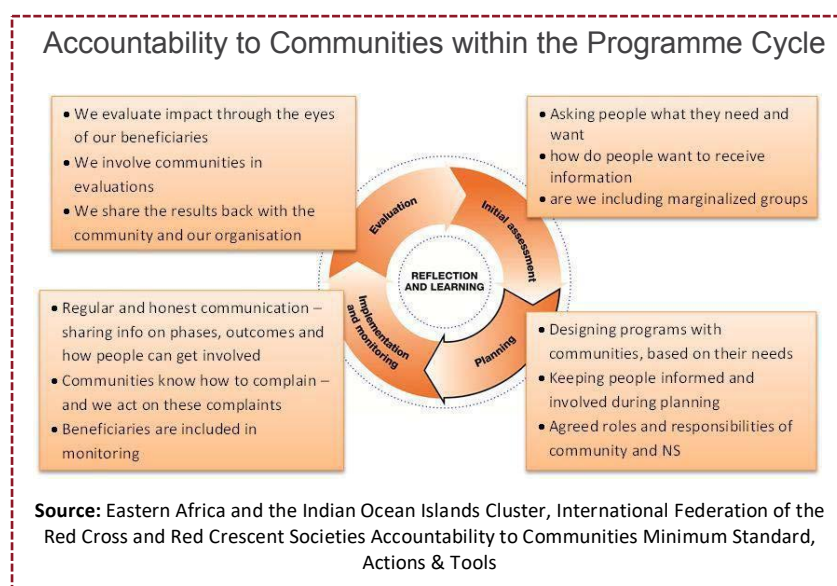 Accountability to Communities within the Programme Cycle
• We evaluate impact through the eyes
of our beneficiaries
• We involve communities in
evaluations
• We share the results back with the
community and our organisation
• Asking people what they need and
want
• how do people want to receive
information
• are we including marginalized groups
Evaluation
Initial assessment
REFLECTION
AND LEARNING
Implementation
and monitoring
Planning
• Regular and honest communication –
sharing info on phases, outcomes and
how people can get involved
• Communities know how to complain –
and we act on these complaints
• Beneficiaries are included in
monitoring
• Designing programs with
communities, based on their needs
• Keeping people informed and
involved during planning
• Agreed roles and responsibilities of
community and NS
Source: Eastern Africa and the Indian Ocean Islands Cluster, International Federation of the
Red Cross and Red Crescent Societies Accountability to Communities Minimum Standard,
Actions & Tools